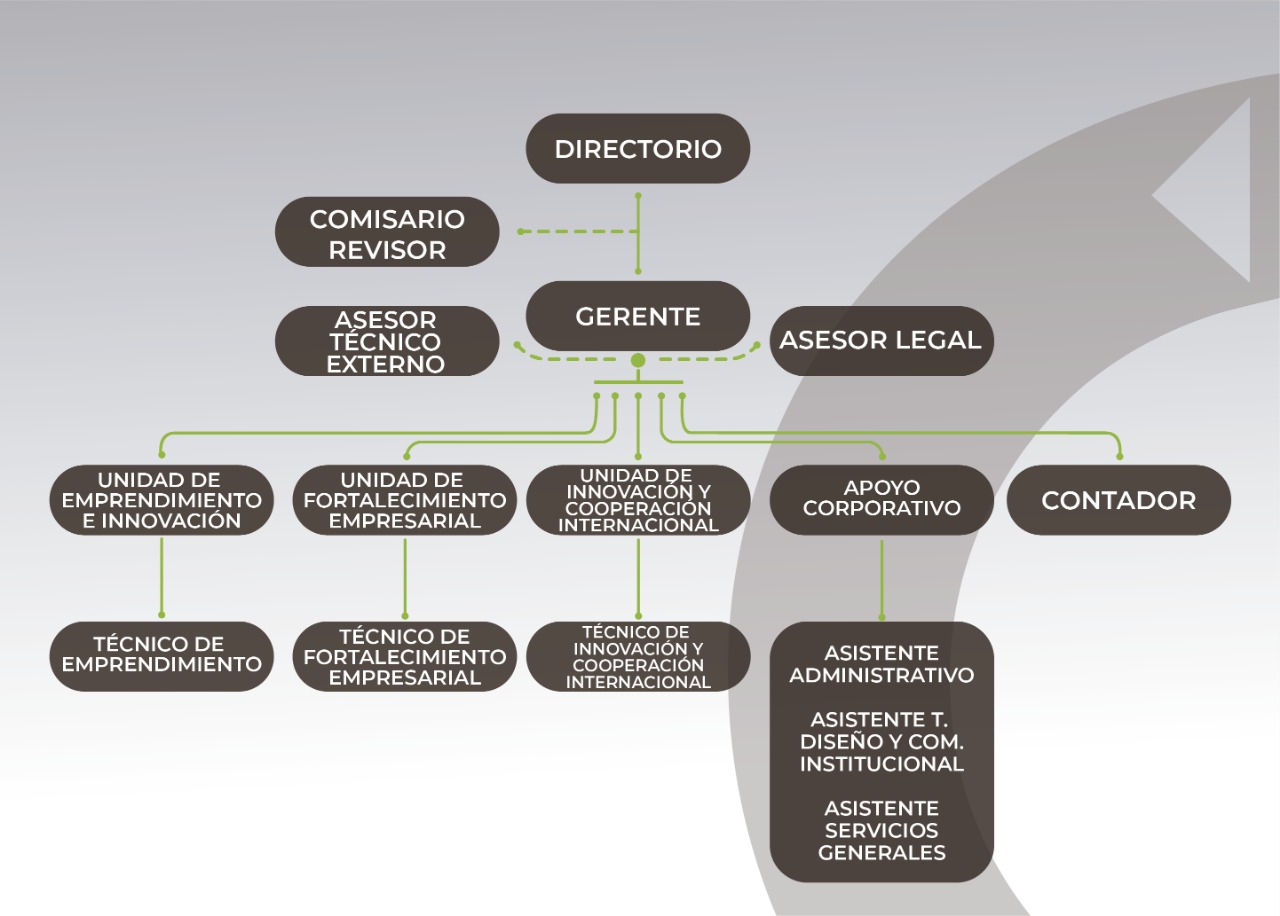 DIRECTORIO
COMISARIO
REVISOR
GERENTE
ASESOR
TÉCNICO
EXTERNO
ASESOR LEGAL
UNIDAD DE
EMPRENDIMIENTO
E INNOVACIÓN
UNIDAD DE
FORTALECIMIENTO
EMPRESARIAL
UNIDAD DE
INNOVACIÓN Y
COOPERACIÓN
INTERNACIONAL
APOYO
CORPORATIVO
CONTADOR
TÉCNICO DE
EMPRENDIMIENTO
TÉCNICO DE
FORTALECIMIENTO
EMPRESARIAL
TÉCNICO DE
INNOVACIÓN Y
COOPERACIÓN
INTERNACIONAL
ASISTENTE
ADMINISTRATIVO
ASISTENTE T.
DISEÑO Y COM.
INSTITUCIONAL
ASISTENTE
SERVICIOS
GENERALES